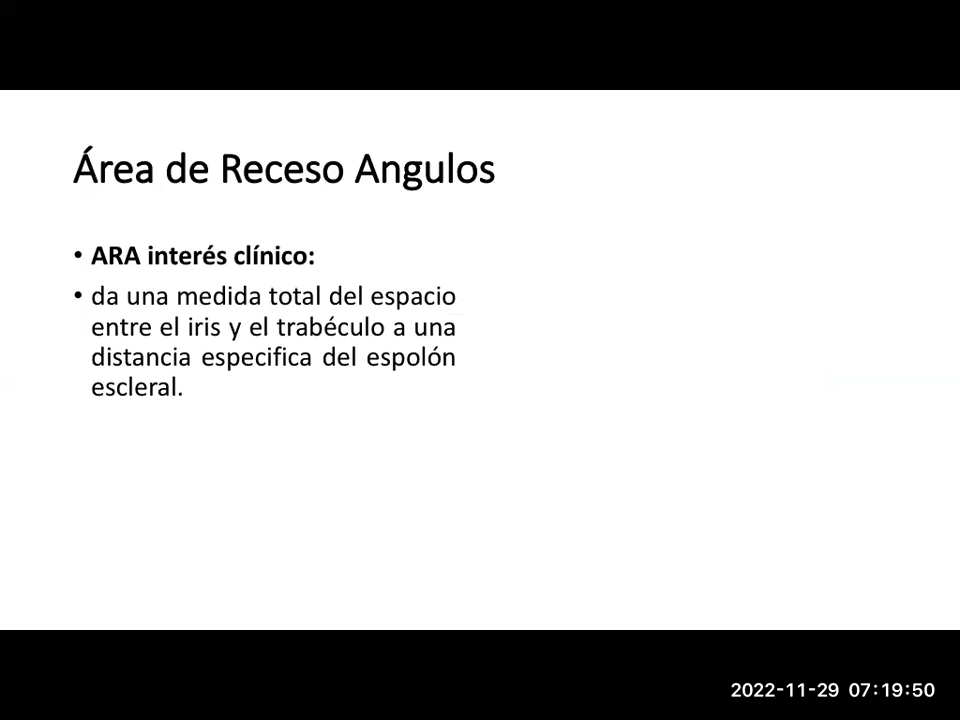 Área de Receso Angulos
• ARA interés clínico:
• da una medida total del espacio
entre el iris y el trabéculo a una
distancia especifica del espolón
escleral.
2022-11-29 07:19:50